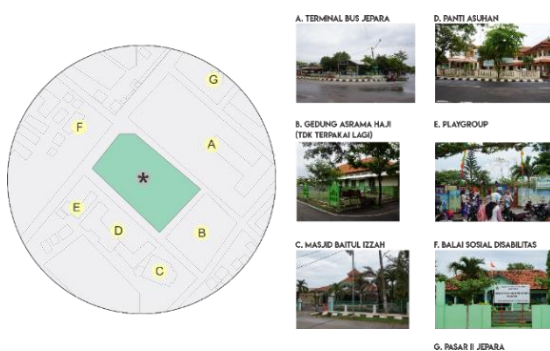 A. TERMINAL BUS JEPARA
D. PANTI ASUHAN
G
F
A
B. GEDUNG ASRAMA HAJI
(TDK TERPAKAI LAGI)
E. PLAYGROUP
*
E
D
B
C
C. MASJID BAITUL IZZAH
F. BALAI SOSIAL DISABILITAS
G. PASAR II JEPARA